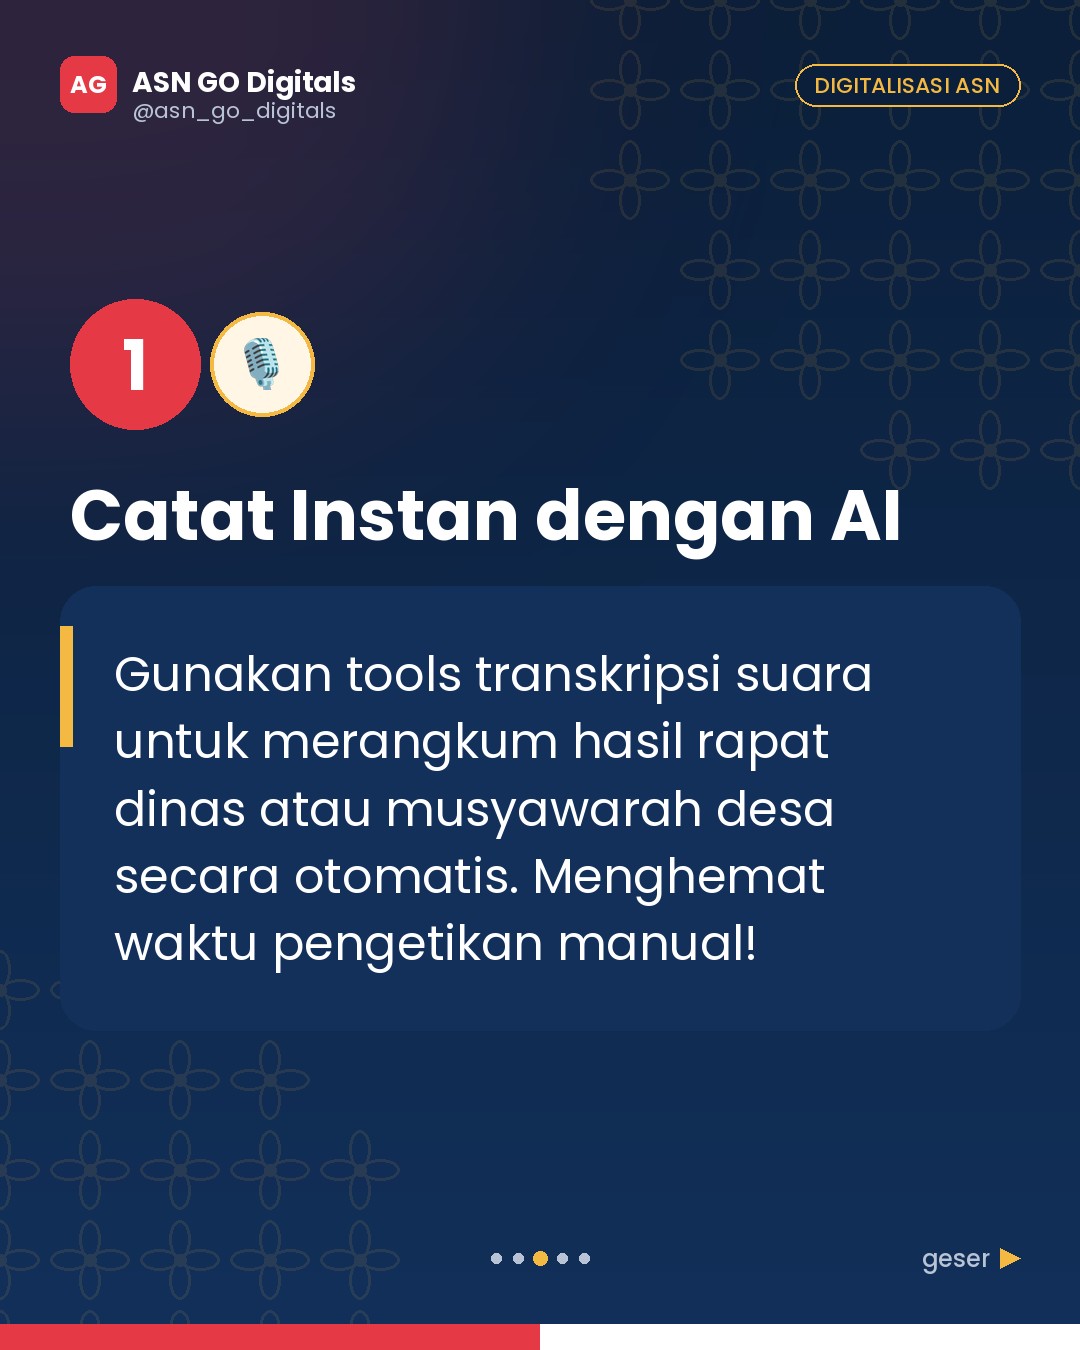 AG
ASN GO Digitals
@asn_go_digitals
DIGITALISASI ASN
1
Catat Instan dengan AI
Gunakan tools transkripsi suara
untuk merangkum hasil rapat
dinas atau musyawarah desa
secara otomatis. Menghemat
waktu pengetikan manual!
geser